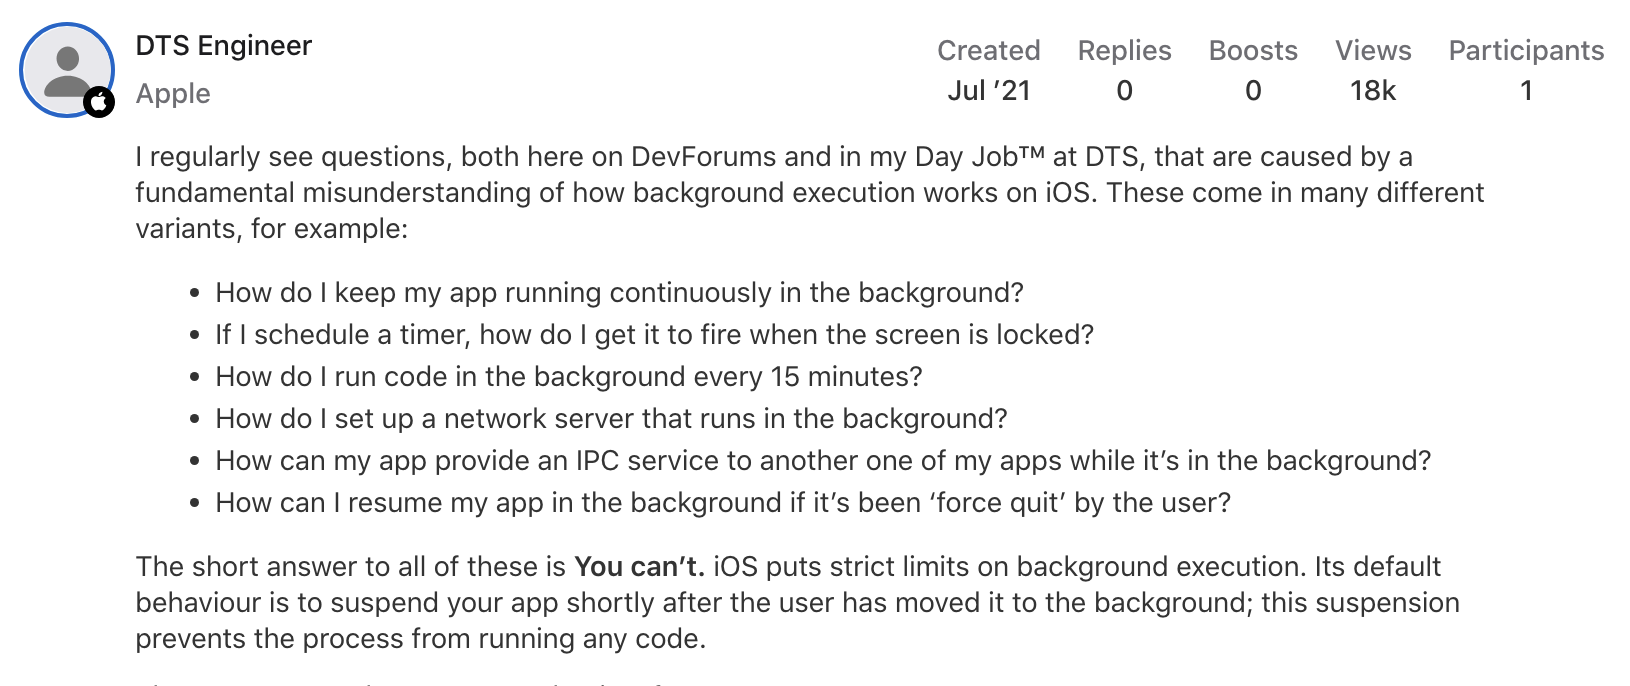 DTS Engineer
Apple
Created Replies Boosts Views Participants
Jul ’21 0 0 18k 1
I regularly see questions, both here on DevForums and in my Day Job™ at DTS, that are caused by a
fundamental misunderstanding of how background execution works on iOS. These come in many different
variants, for example:
• How do I keep my app running continuously in the background?
• If I schedule a timer, how do I get it to fire when the screen is locked?
• How do I run code in the background every 15 minutes?
• How do I set up a network server that runs in the background?
• How can my app provide an IPC service to another one of my apps while it’s in the background?
• How can I resume my app in the background if it’s been ‘force quit’ by the user?
The short answer to all of these is You can’t. iOS puts strict limits on background execution. Its default
behaviour is to suspend your app shortly after the user has moved it to the background; this suspension
prevents the process from running any code.